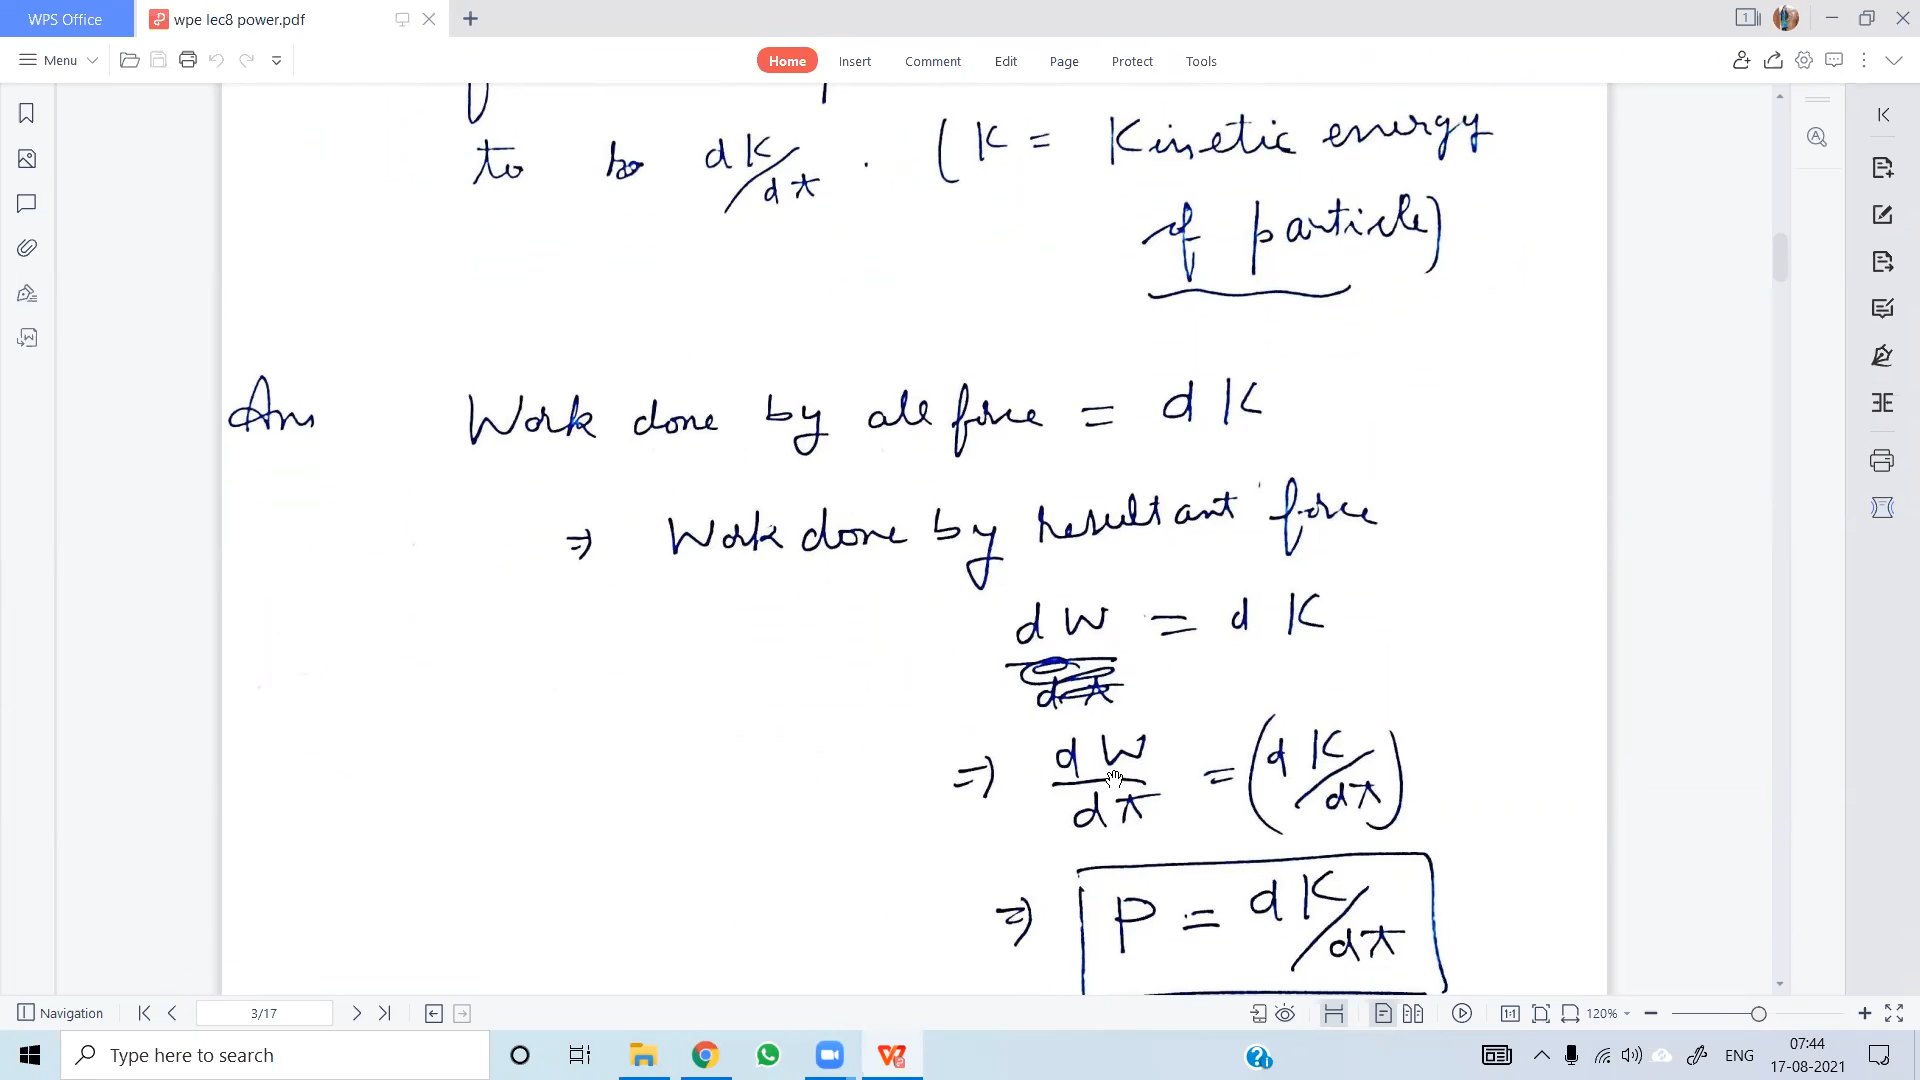 WPS Office
wpe lec8 power.pdf
Menu
Home Insert Comment Edit Page Protect Tools
to be dK/dt . ( K = Kinetic energy
of particle)
Ans Work done by all force = dK
⇒ Work done by resultant force
dW = dK
⇒ dW/dt = (dK/dt)
⇒ P = dK/dt
Navigation 3/17 1:1 120%
Type here to search
ENG
07:44
17-08-2021